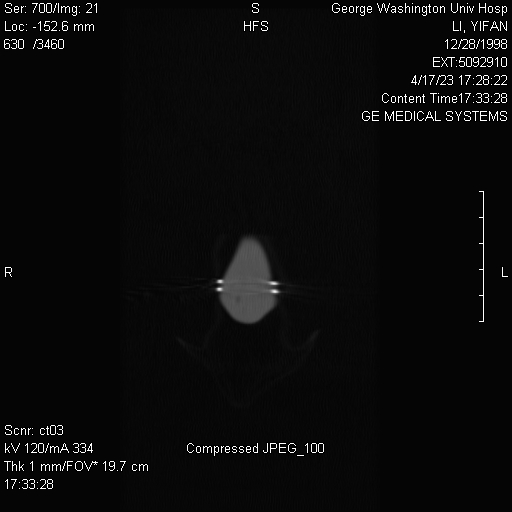 Ser: 700/Img: 21
Loc: -152.6 mm
630 /3460
S
HFS
George Washington Univ Hosp
LI, YIFAN
12/28/1998
EXT:5092910
4/17/23 17:28:22
Content Time17:33:28
GE MEDICAL SYSTEMS
R
L
Scnr: ct03
kV 120/mA 334
Thk 1 mm/FOV* 19.7 cm
17:33:28
Compressed JPEG_100